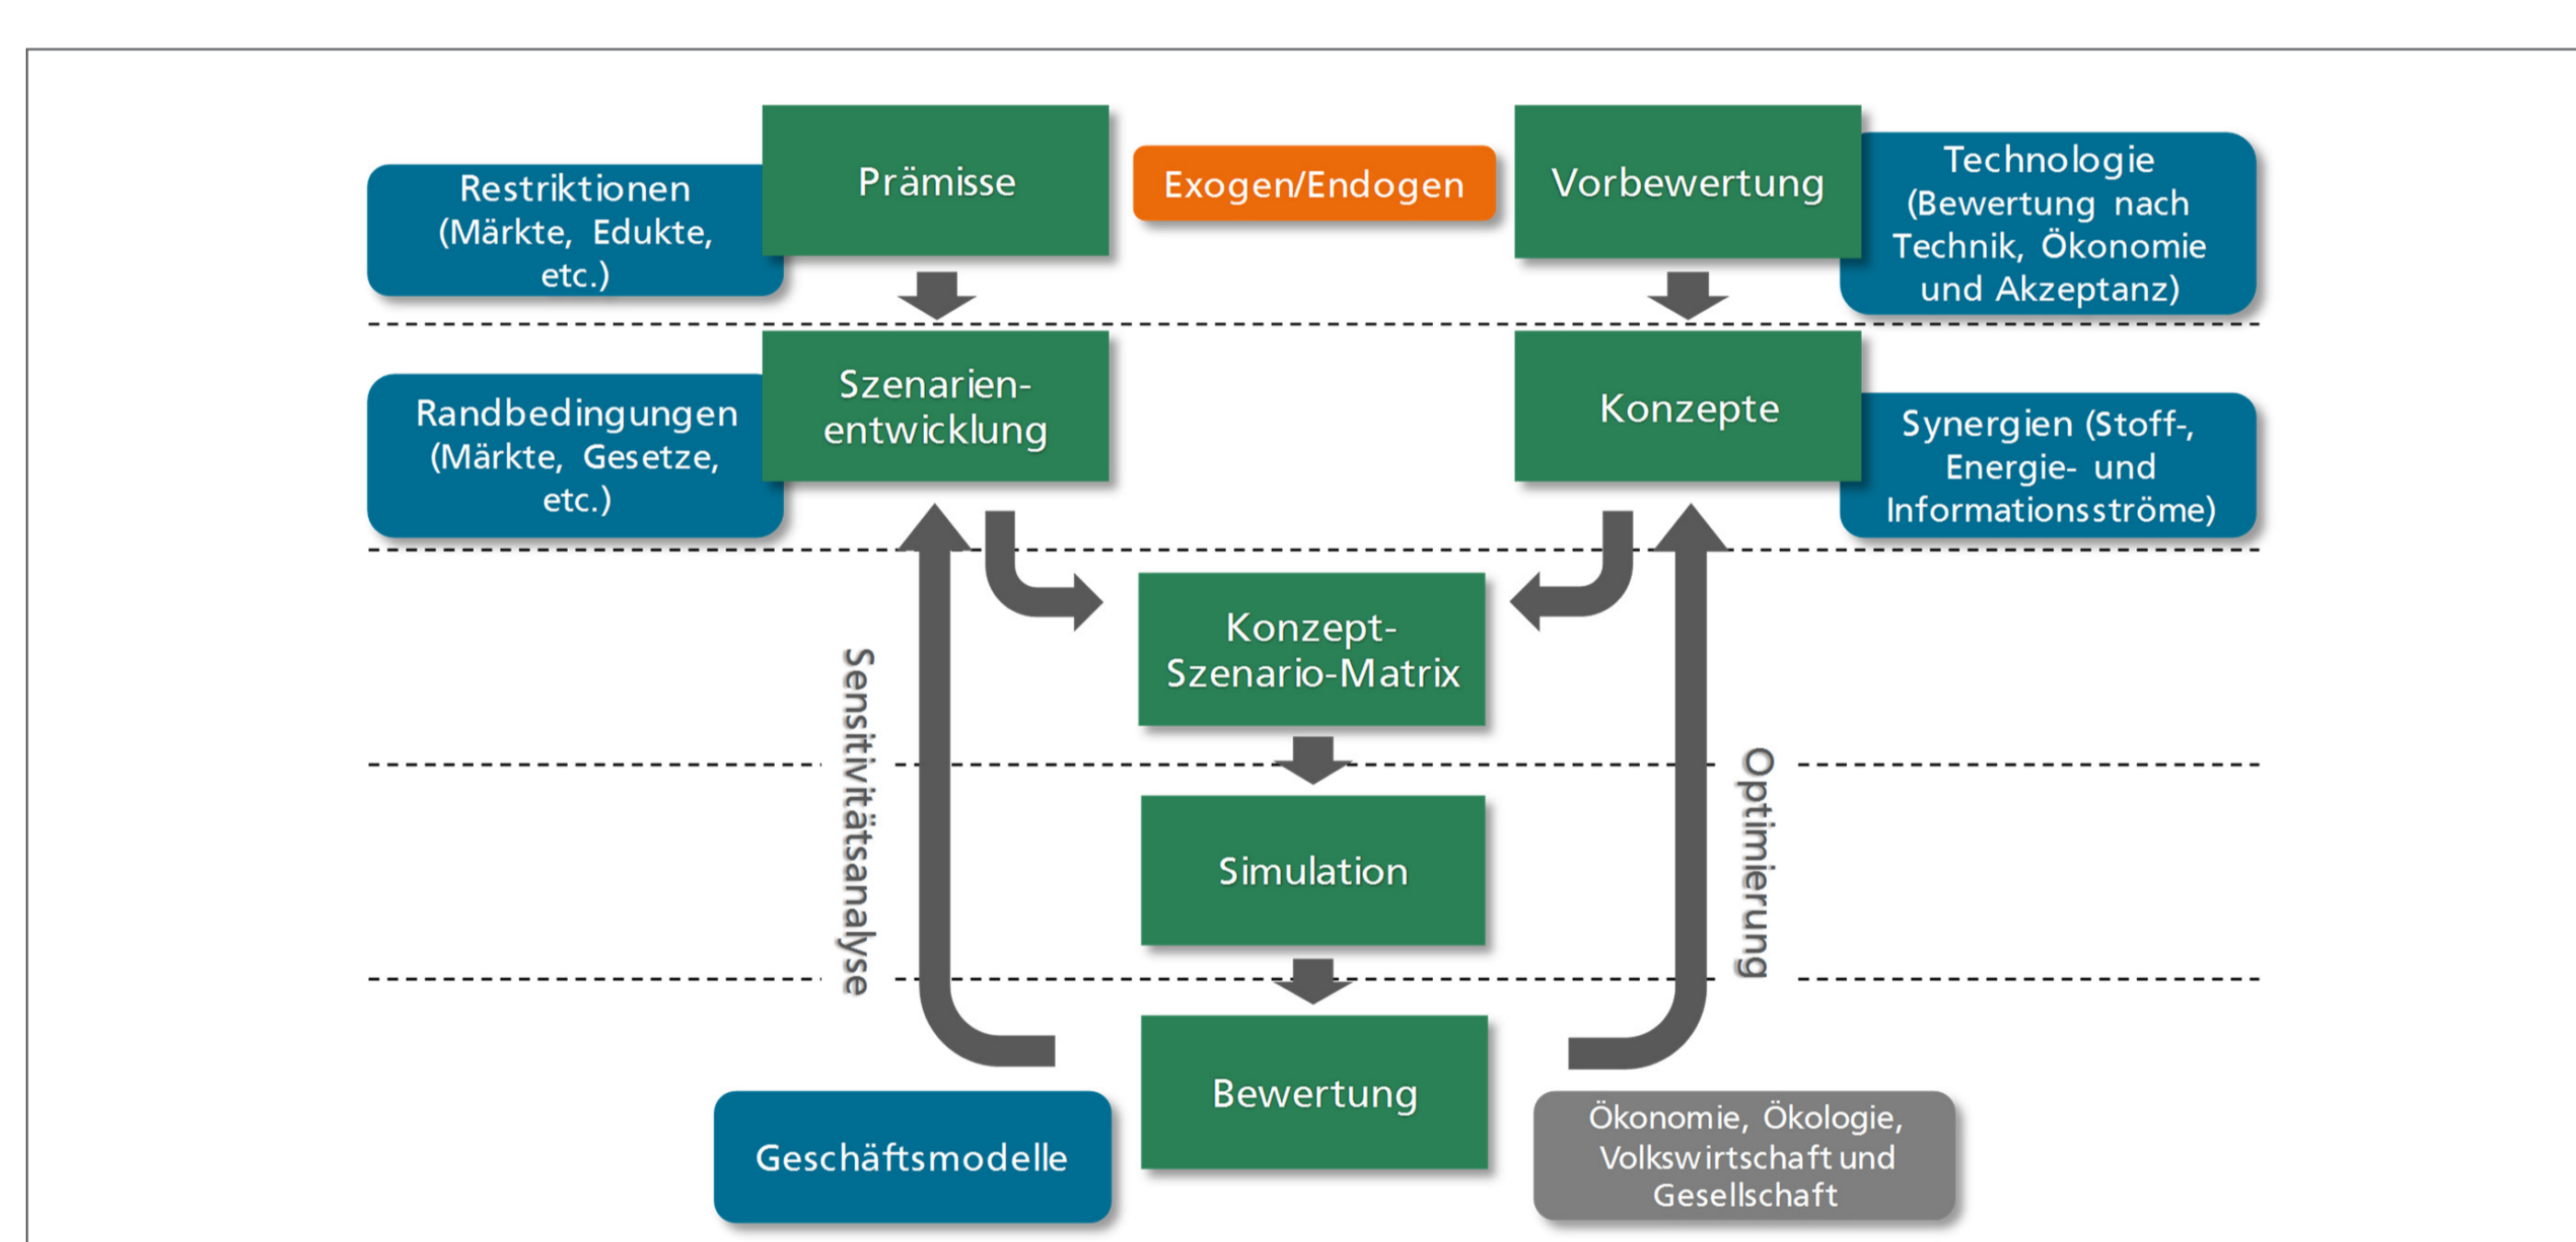 Restriktionen
(Märkte, Edukte,
etc.)
Prämisse
Exogen/Endogen
Vorbewertung
Technologie
(Bewertung nach
Technik, Ökonomie
und Akzeptanz)
Randbedingungen
(Märkte, Gesetze,
etc.)
Szenarien-
entwicklung
Konzepte
Synergien (Stoff-,
Energie- und
Informationsströme)
Konzept-
Szenario-Matrix
Sensitivitätsanalyse
Simulation
Optimierung
Geschäftsmodelle
Bewertung
Ökonomie, Ökologie,
Volkswirtschaft und
Gesellschaft